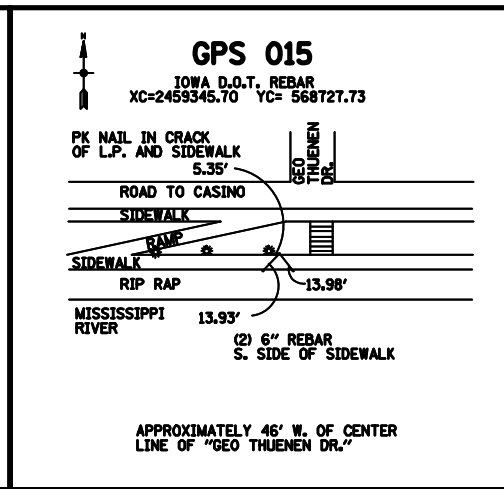 N
GPS 015
IOWA D.O.T. REBAR
XC=2459345.70 YC= 568727.73
PK NAIL IN CRACK
OF L.P. AND SIDEWALK
5.35'
GEO
THUENEN
DR.
ROAD TO CASINO
SIDEWALK
RAMP
SIDEWALK
RIP RAP
13.98'
MISSISSIPPI
RIVER
13.93'
(2) 6" REBAR
S. SIDE OF SIDEWALK
APPROXIMATELY 46' W. OF CENTER
LINE OF "GEO THUENEN DR."